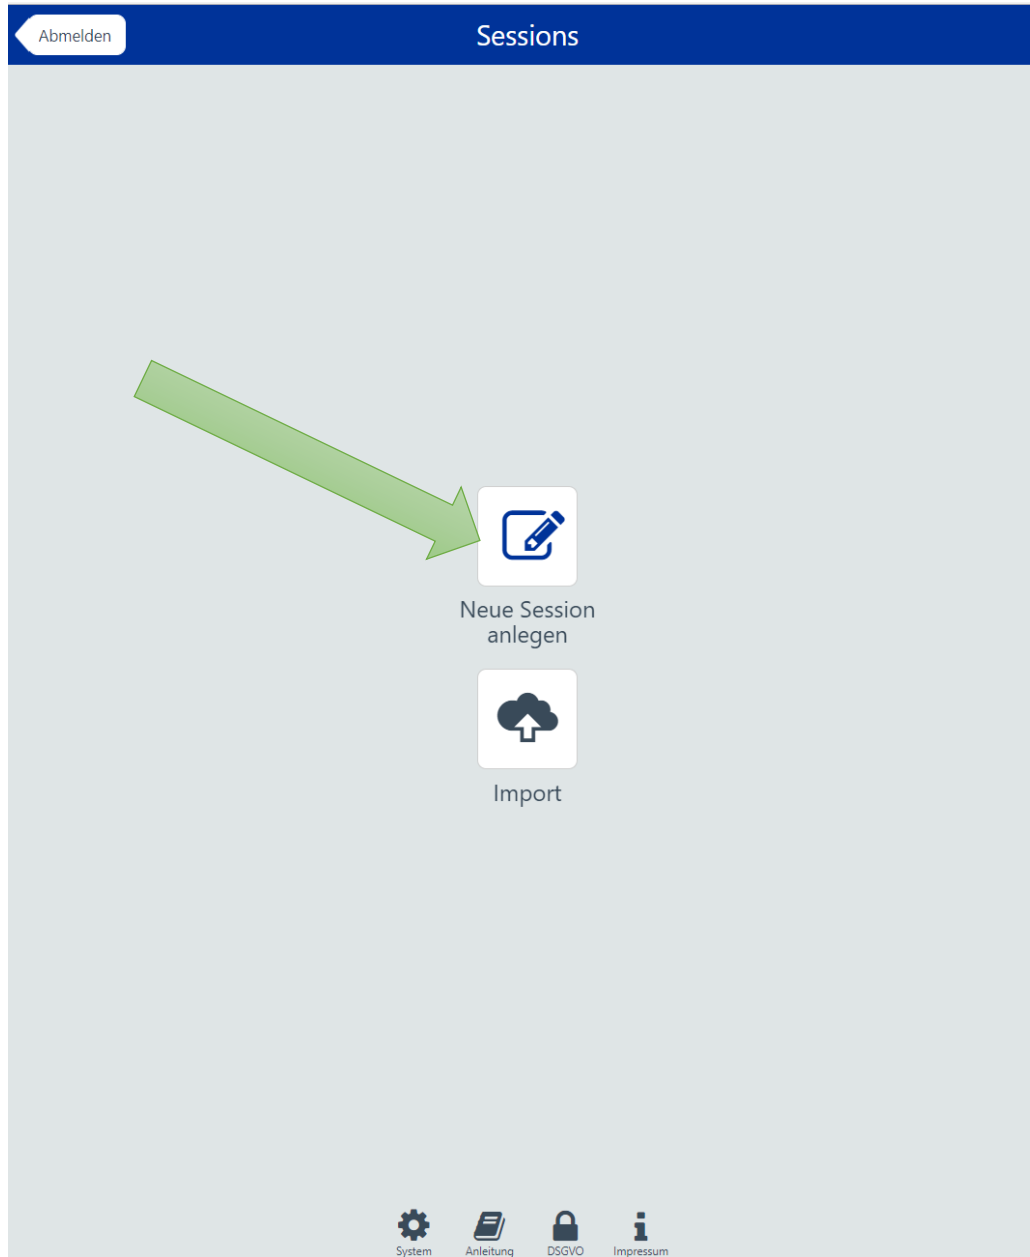 Abmelden
Sessions
Neue Session
anlegen
Import
System
Anleitung
DSGVO
Impressum